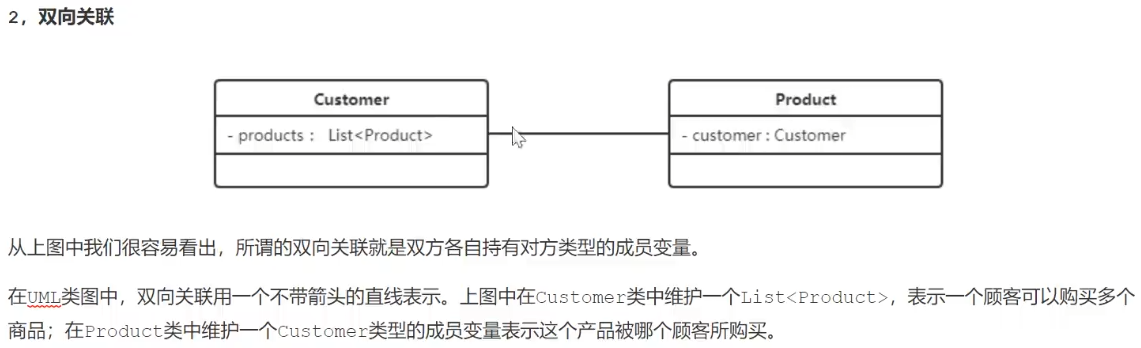 2，双向关联
Customer
- products : List<Product>
Product
- customer : Customer
从上图中我们很容易看出，所谓的双向关联就是双方各自持有对方类型的成员变量。
在UML类图中，双向关联用一个不带箭头的直线表示。上图中在Customer类中维护一个List<Product>，表示一个顾客可以购买多个
商品；在Product类中维护一个Customer类型的成员变量表示这个产品被哪个顾客所购买。